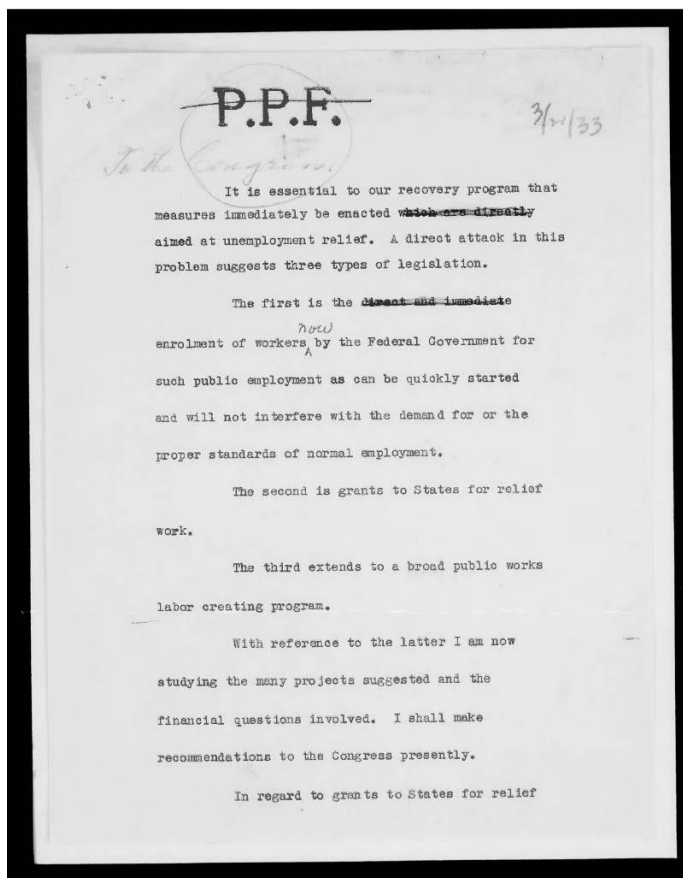 P.P.F.
3/21/33
To the Congress.
It is essential to our recovery program that
measures immediately be enacted which are directly
aimed at unemployment relief. A direct attack in this
problem suggests three types of legislation.
The first is the direct and immediate
now
enrolment of workers by the Federal Government for
such public employment as can be quickly started
and will not interfere with the demand for or the
proper standards of normal employment.
The second is grants to States for relief
work.
The third extends to a broad public works
labor creating program.
With reference to the latter I am now
studying the many projects suggested and the
financial questions involved. I shall make
recommendations to the Congress presently.
In regard to grants to States for relief